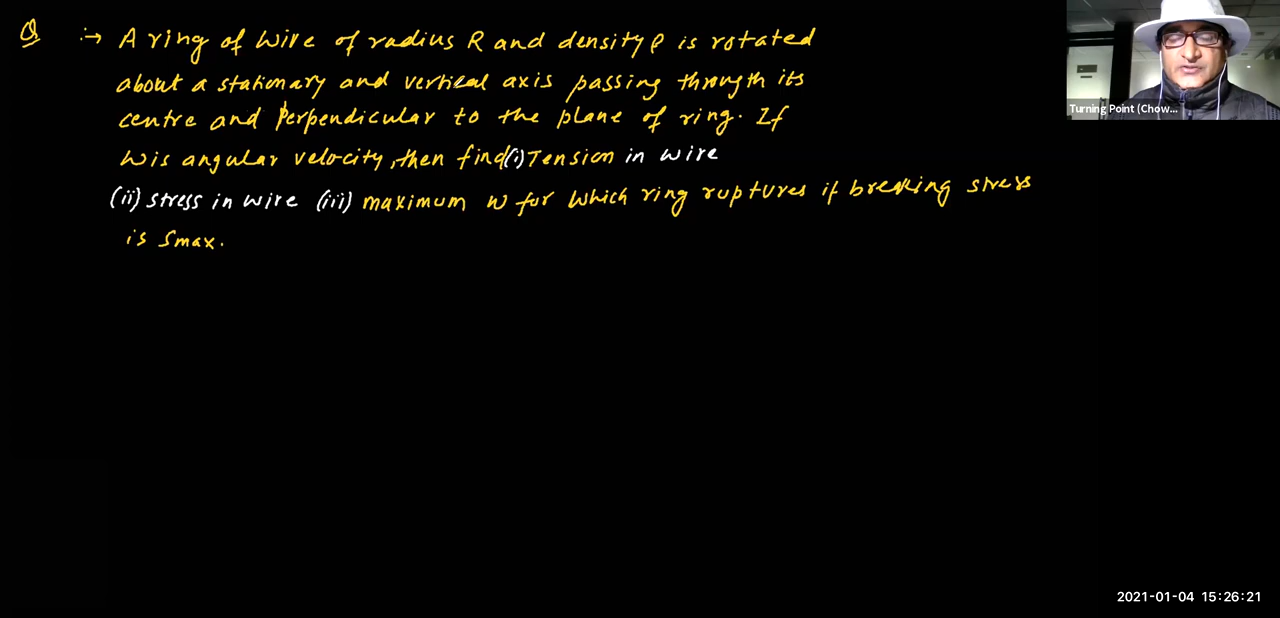 Q :→ A ring of wire of radius R and density ρ is rotated
about a stationary and vertical axis passing through its
centre and perpendicular to the plane of ring. If
W is angular velocity, then find (i) Tension in wire
(ii) stress in wire (iii) maximum w for which ring ruptures if breaking stress
is Smax.
Turning Point (Chow...
2021-01-04 15:26:21